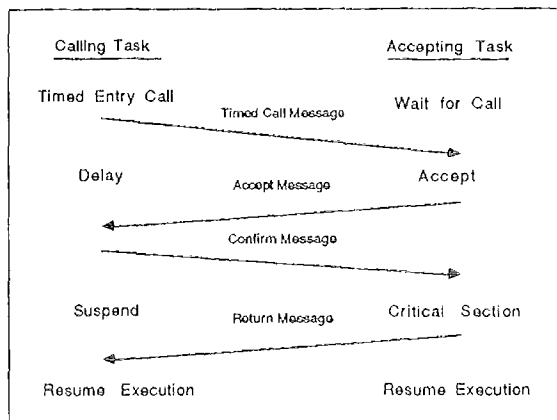 Calling Task
Accepting Task
Timed Entry Call
Timed Call Message
Wait for Call
Delay
Accept Message
Accept
Confirm Message
Suspend
Return Message
Critical Section
Resume Execution
Resume Execution